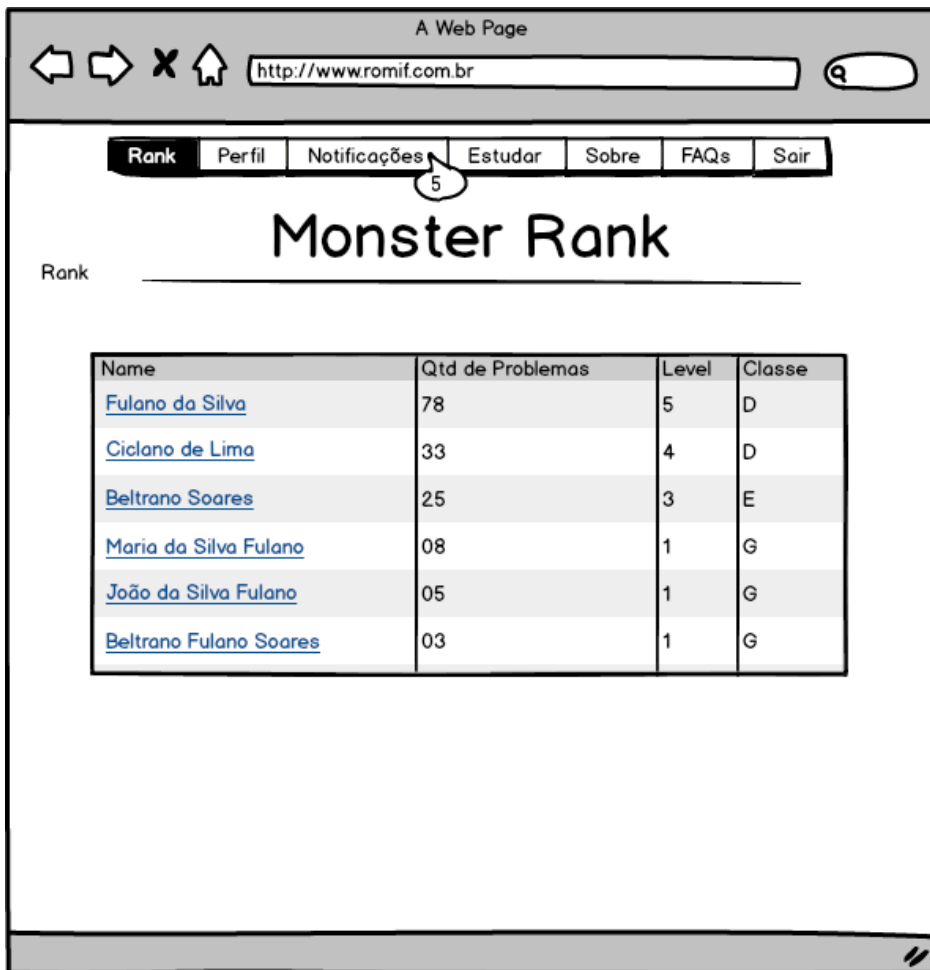 A Web Page
http://www.romif.com.br
Rank Perfil Notificações Estudar Sobre FAQs Sair
5
Monster Rank
Rank
Name Qtd de Problemas Level Classe
Fulano da Silva 78 5 D
Ciclano de Lima 33 4 D
Beltrano Soares 25 3 E
Maria da Silva Fulano 08 1 G
João da Silva Fulano 05 1 G
Beltrano Fulano Soares 03 1 G